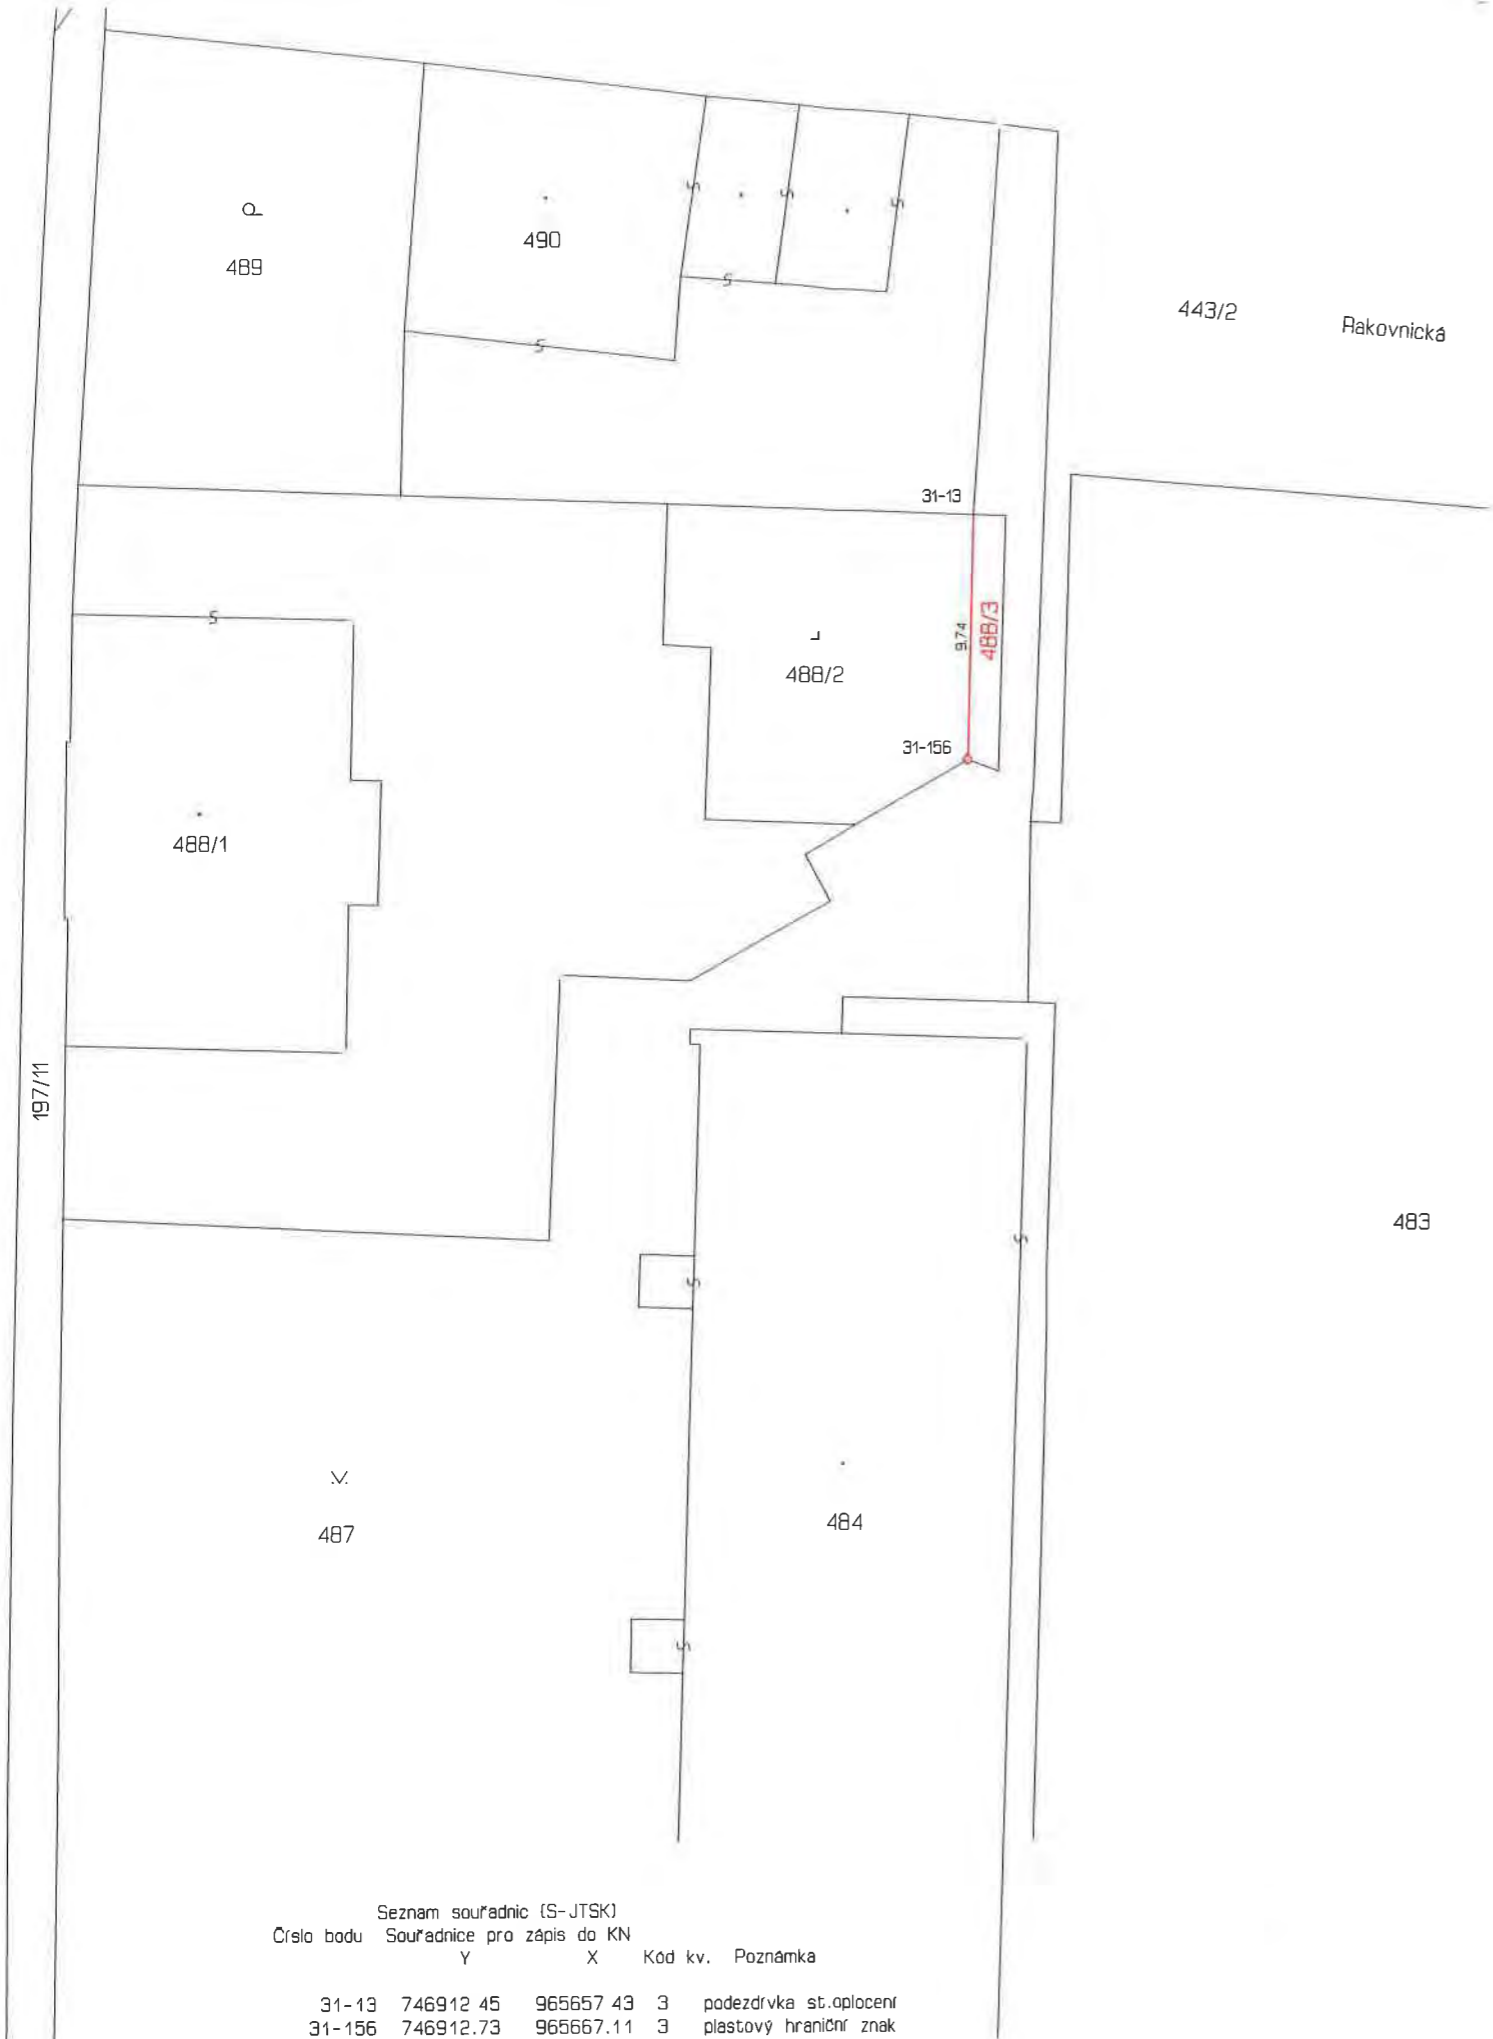 489
490
443/2
Rakovnická
31-13
9.74
488/3
488/2
31-156
488/1
197/11
483
487
484
Seznam souřadnic (S-JTSK)
Číslo bodu Souřadnice pro zápis do KN
Y X Kód kv. Poznámka
31-13 746912 45 965657 43 3 podezdívka st.oplocení
31-156 746912.73 965667.11 3 plastový hraniční znak